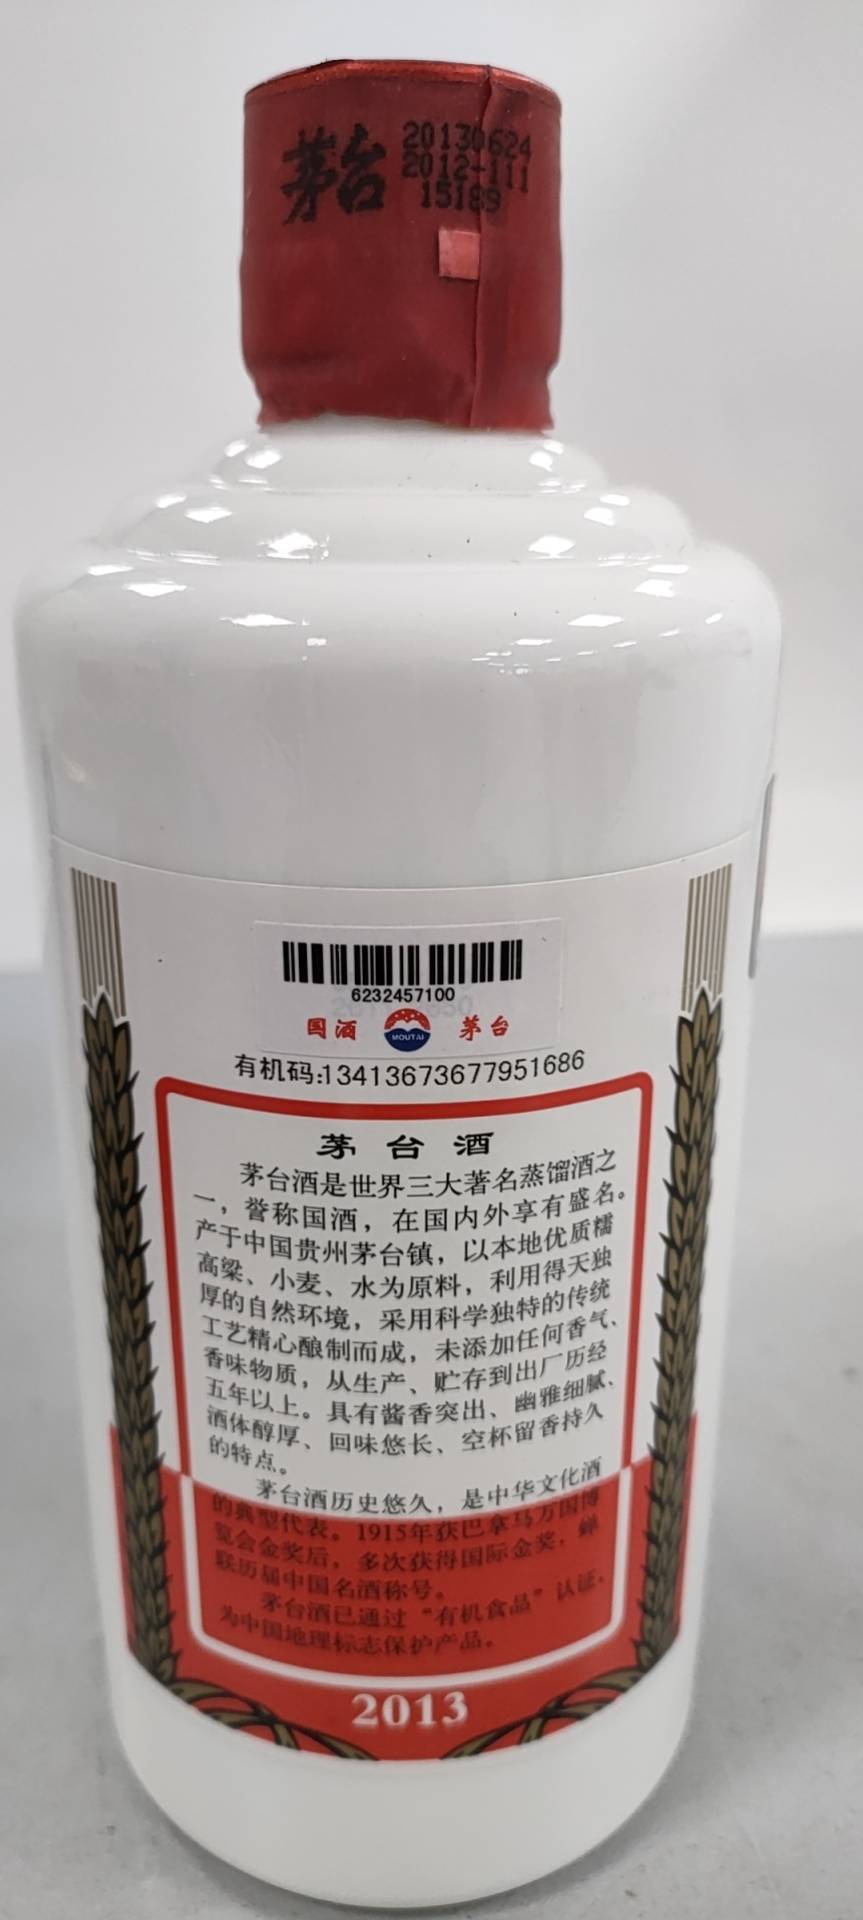 茅台
20130624
2012-111
15189
6232457100
国酒 MOUTAI 茅台
有机码:13413673677951686
茅台酒
茅台酒是世界三大著名蒸馏酒之
一，誉称国酒，在国内外享有盛名。
产于中国贵州茅台镇，以本地优质糯
高粱、小麦、水为原料，利用得天独
厚的自然环境，采用科学独特的传统
工艺精心酿制而成，未添加任何香气、
香味物质，从生产、贮存到出厂历经
五年以上。具有酱香突出、幽雅细腻、
酒体醇厚、回味悠长、空杯留香持久
的特点。
茅台酒历史悠久，是中华文化酒
的典型代表。1915年获巴拿马万国博
览会金奖后，多次获得国际金奖，蝉
联历届中国名酒称号。
茅台酒已通过“有机食品”认证，
为中国地理标志保护产品。
2013